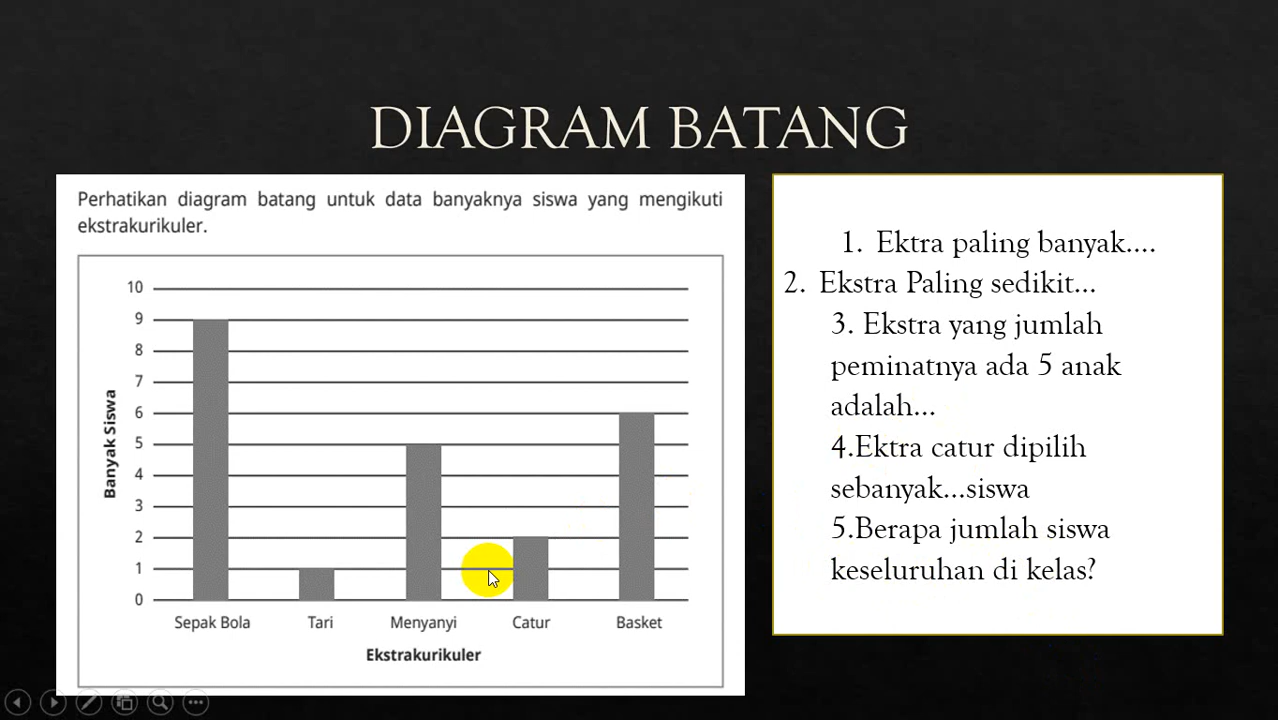 DIAGRAM BATANG
Perhatikan diagram batang untuk data banyaknya siswa yang mengikuti
ekstrakurikuler.
10
9
8
7
6
5
4
3
2
1
0
Banyak Siswa
Sepak Bola Tari Menyanyi Catur Basket
Ekstrakurikuler
1. Ektra paling banyak....
2. Ekstra Paling sedikit...
3. Ekstra yang jumlah
peminatnya ada 5 anak
adalah...
4.Ektra catur dipilih
sebanyak...siswa
5.Berapa jumlah siswa
keseluruhan di kelas?